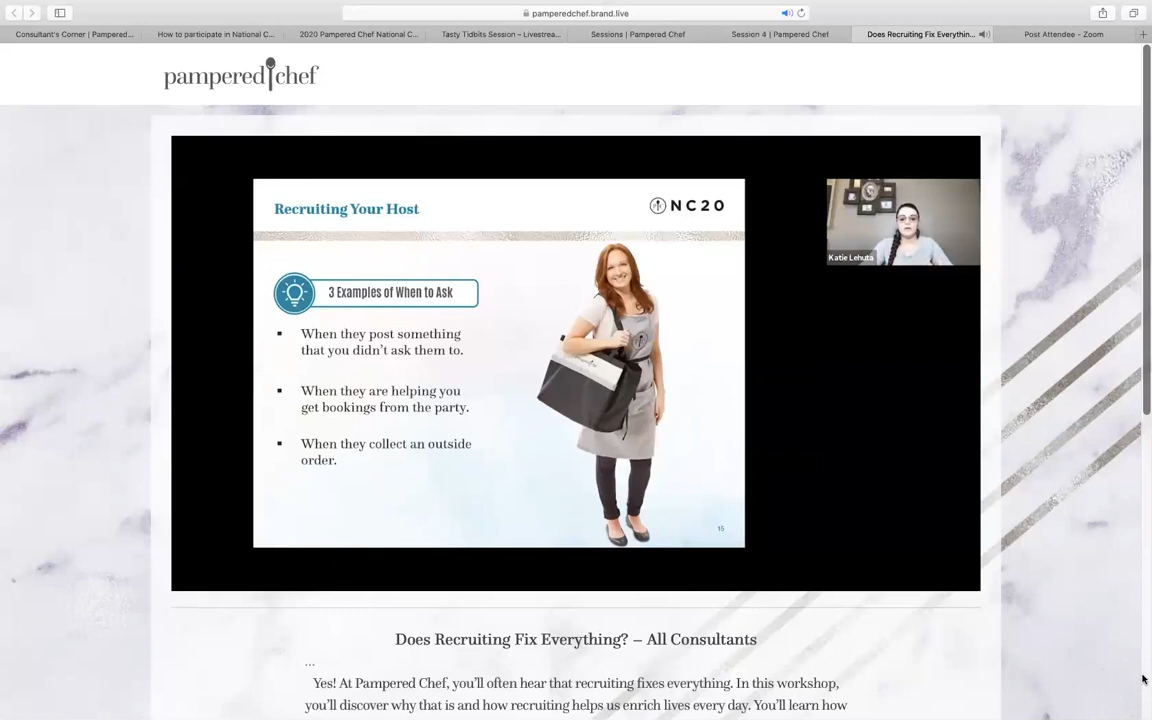 pamperedchef.brand.live
Consultant's Corner | Pampered...
How to participate in National C...
2020 Pampered Chef National C...
Tasty Tidbits Session – Livestrea...
Sessions | Pampered Chef
Session 4 | Pampered Chef
Does Recruiting Fix Everythin...
Post Attendee - Zoom
pampered chef
Recruiting Your Host
NC20
3 Examples of When to Ask
▪ When they post something
that you didn't ask them to.
▪ When they are helping you
get bookings from the party.
▪ When they collect an outside
order.
15
Katie Lehuta
Does Recruiting Fix Everything? – All Consultants
...
Yes! At Pampered Chef, you'll often hear that recruiting fixes everything. In this workshop,
you'll discover why that is and how recruiting helps us enrich lives every day. You'll learn how